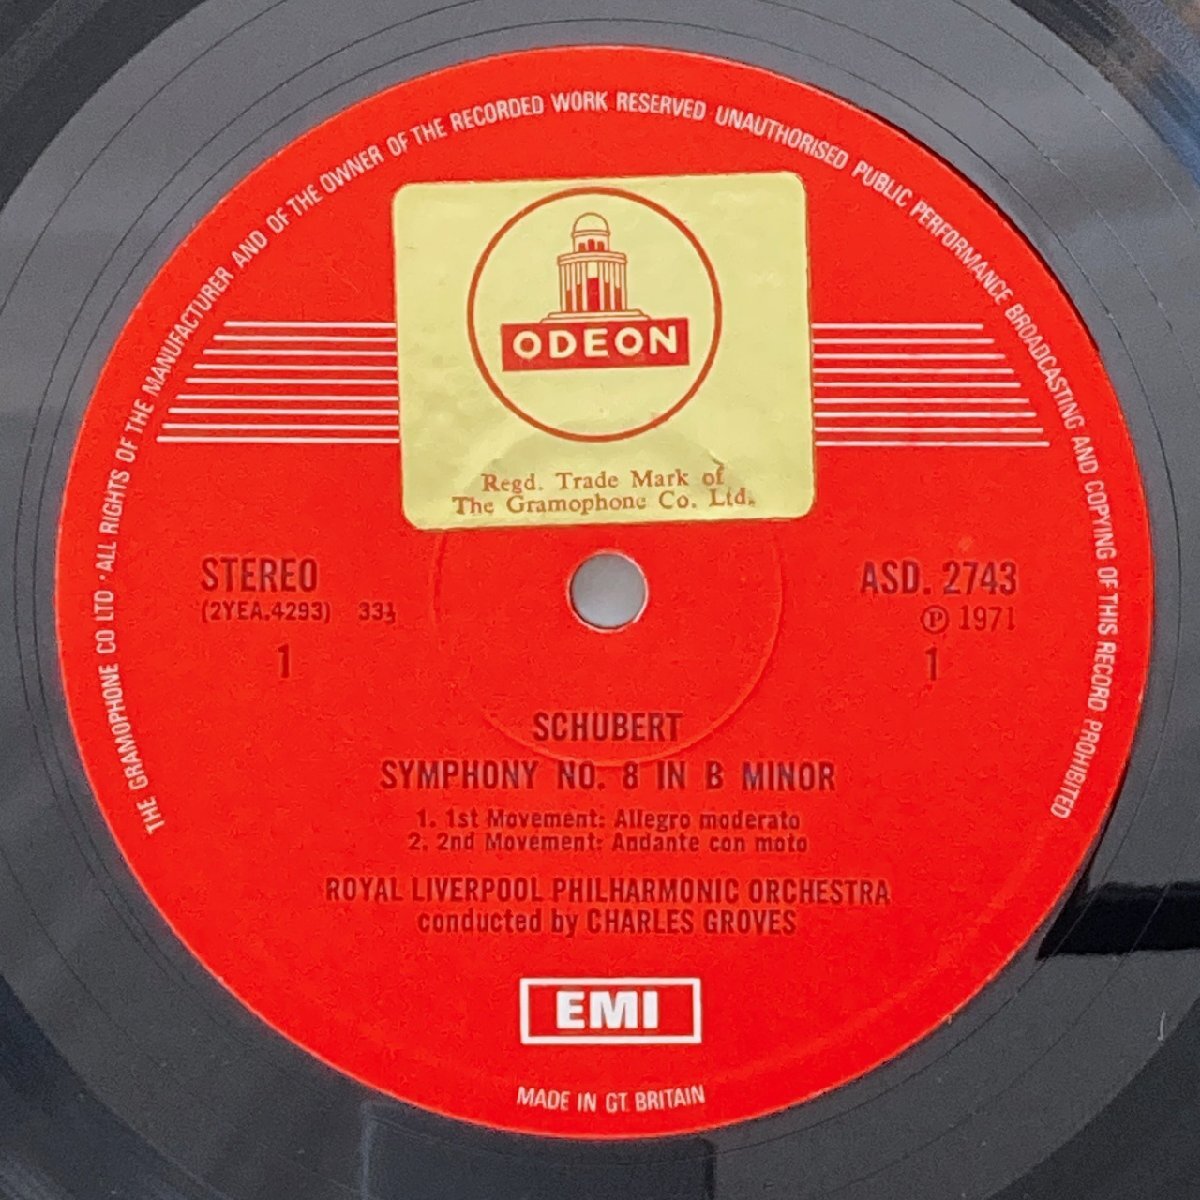 THE GRAMOPHONE CO LTD · ALL RIGHTS OF THE MANUFACTURER AND OF THE OWNER OF THE RECORDED WORK RESERVED UNAUTHORISED PUBLIC PERFORMANCE BROADCASTING AND COPYING OF THIS RECORD PROHIBITED
ODEON
Regd. Trade Mark of
The Gramophone Co. Ltd.
STEREO
(2YEA.4293) 33⅓
1
ASD. 2743
℗ 1971
1
SCHUBERT
SYMPHONY NO. 8 IN B MINOR
1. 1st Movement: Allegro moderato
2. 2nd Movement: Andante con moto
ROYAL LIVERPOOL PHILHARMONIC ORCHESTRA
conducted by CHARLES GROVES
EMI
MADE IN GT. BRITAIN